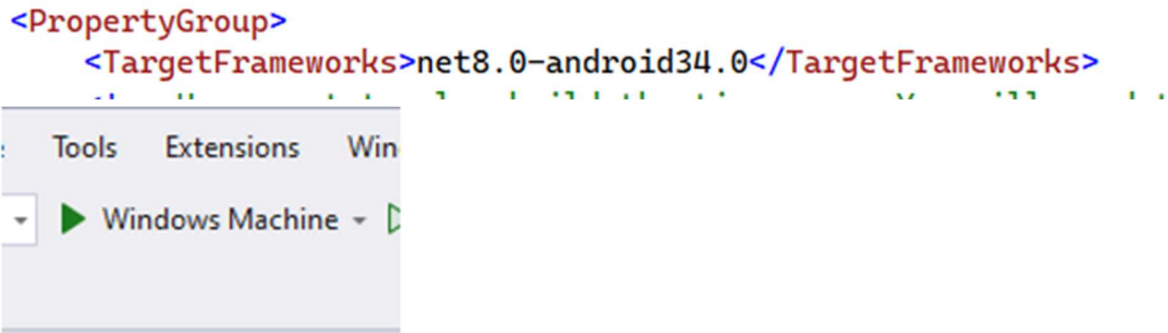 <PropertyGroup>
<TargetFrameworks>net8.0-android34.0</TargetFrameworks>
Tools Extensions Win
Windows Machine